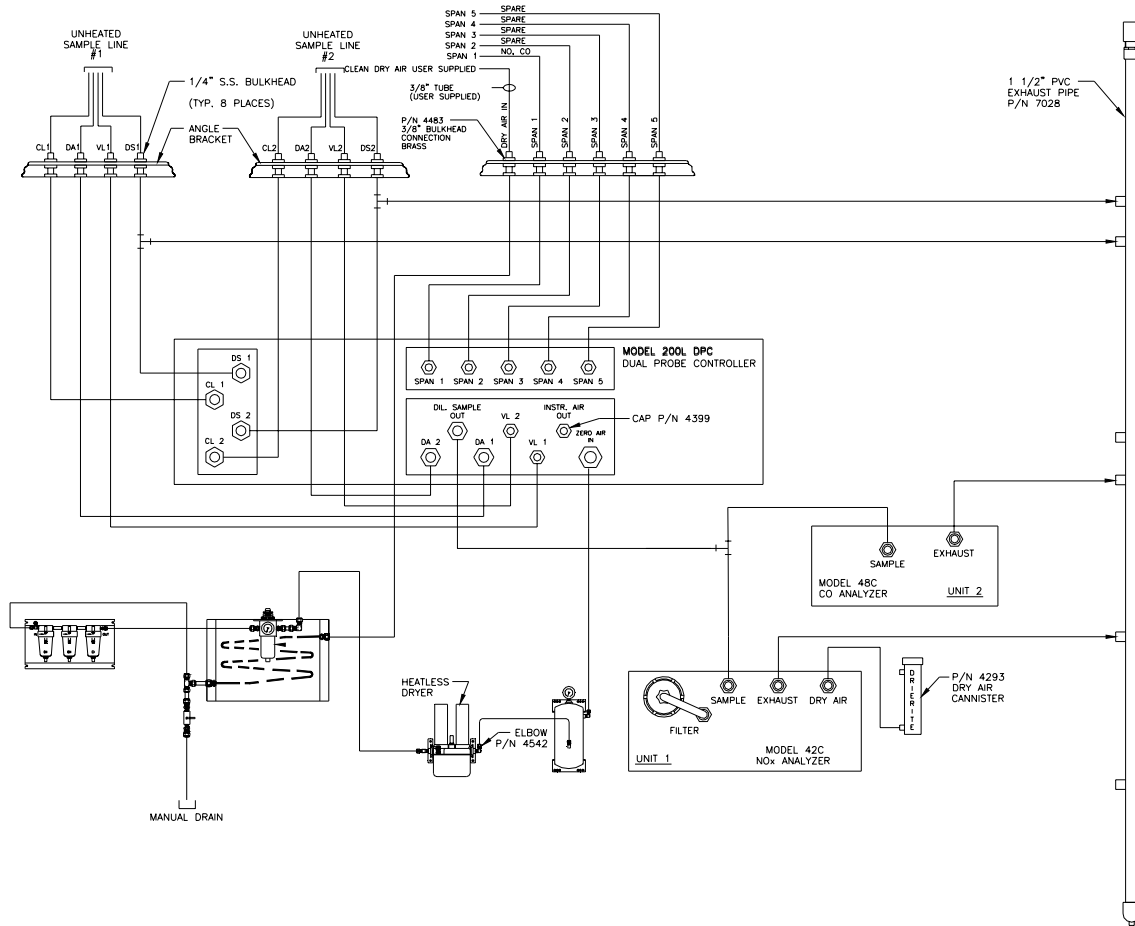 UNHEATED
SAMPLE LINE
#1
UNHEATED
SAMPLE LINE
#2
SPAN 5 SPARE
SPAN 4 SPARE
SPAN 3 SPARE
SPAN 2 SPARE
SPAN 1 NO, CO
CLEAN DRY AIR USER SUPPLIED
3/8" TUBE
(USER SUPPLIED)
P/N 4483
3/8" BULKHEAD
CONNECTION
BRASS
1/4" S.S. BULKHEAD
(TYP. 8 PLACES)
ANGLE
BRACKET
1 1/2" PVC
EXHAUST PIPE
P/N 7028
CL1 DA1 VL1 DS1
CL2 DA2 VL2 DS2
DRY AIR IN
SPAN 1
SPAN 2
SPAN 3
SPAN 4
SPAN 5
MODEL 200L DPC
DUAL PROBE CONTROLLER
DS 1
CL 1
DS 2
CL 2
SPAN 1 SPAN 2 SPAN 3 SPAN 4 SPAN 5
DIL. SAMPLE
OUT
VL 2
INSTR. AIR
OUT
CAP P/N 4399
DA 2
DA 1
VL 1
ZERO AIR
IN
SAMPLE
EXHAUST
MODEL 48C
CO ANALYZER
UNIT 2
OUT
HEATLESS
DRYER
ELBOW
P/N 4542
MANUAL DRAIN
FILTER
SAMPLE EXHAUST DRY AIR
UNIT 1
MODEL 42C
NOx ANALYZER
DRIERITE
P/N 4293
DRY AIR
CANNISTER